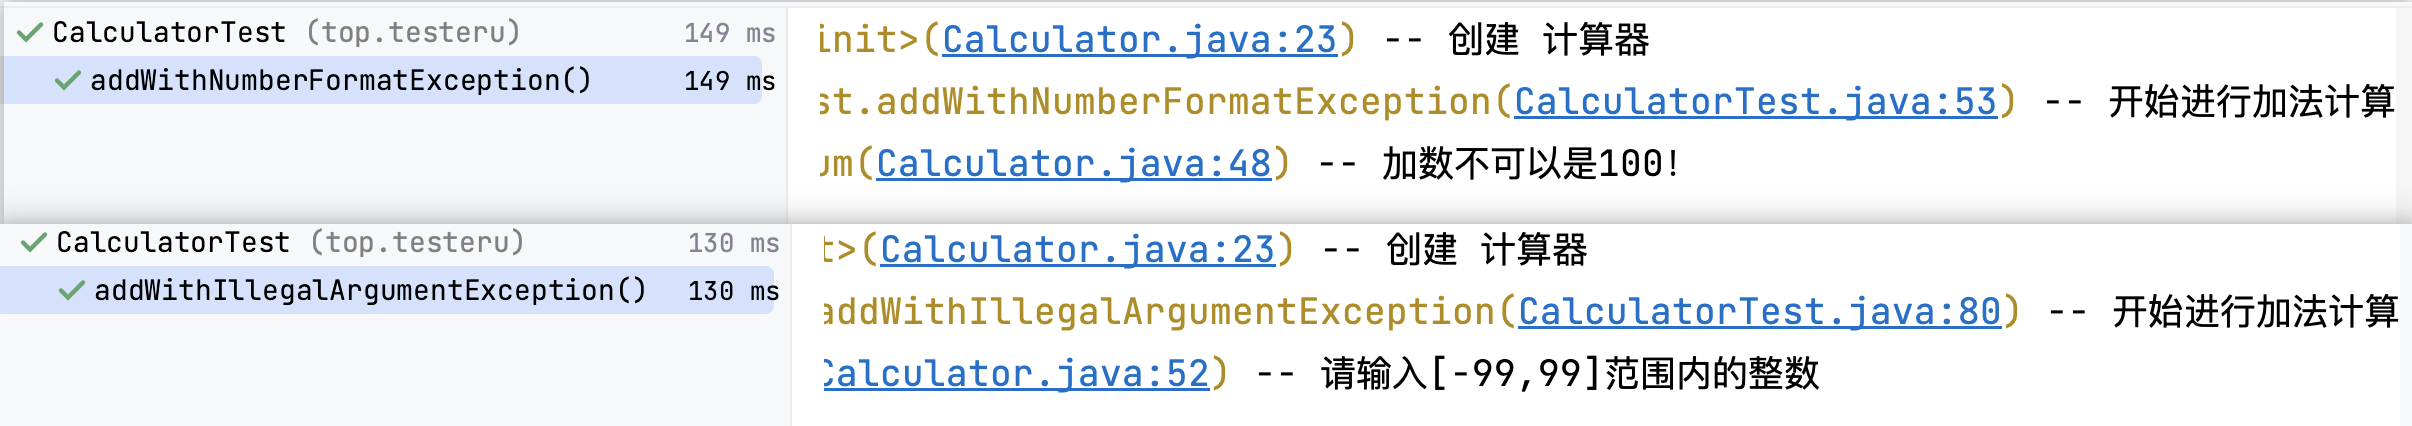 CalculatorTest (top.testeru) 149 ms
addWithNumberFormatException() 149 ms
init>(Calculator.java:23) -- 创建 计算器
st.addWithNumberFormatException(CalculatorTest.java:53) -- 开始进行加法计算
um(Calculator.java:48) -- 加数不可以是100!
CalculatorTest (top.testeru) 130 ms
addWithIllegalArgumentException() 130 ms
t>(Calculator.java:23) -- 创建 计算器
addWithIllegalArgumentException(CalculatorTest.java:80) -- 开始进行加法计算
Calculator.java:52) -- 请输入[-99,99]范围内的整数